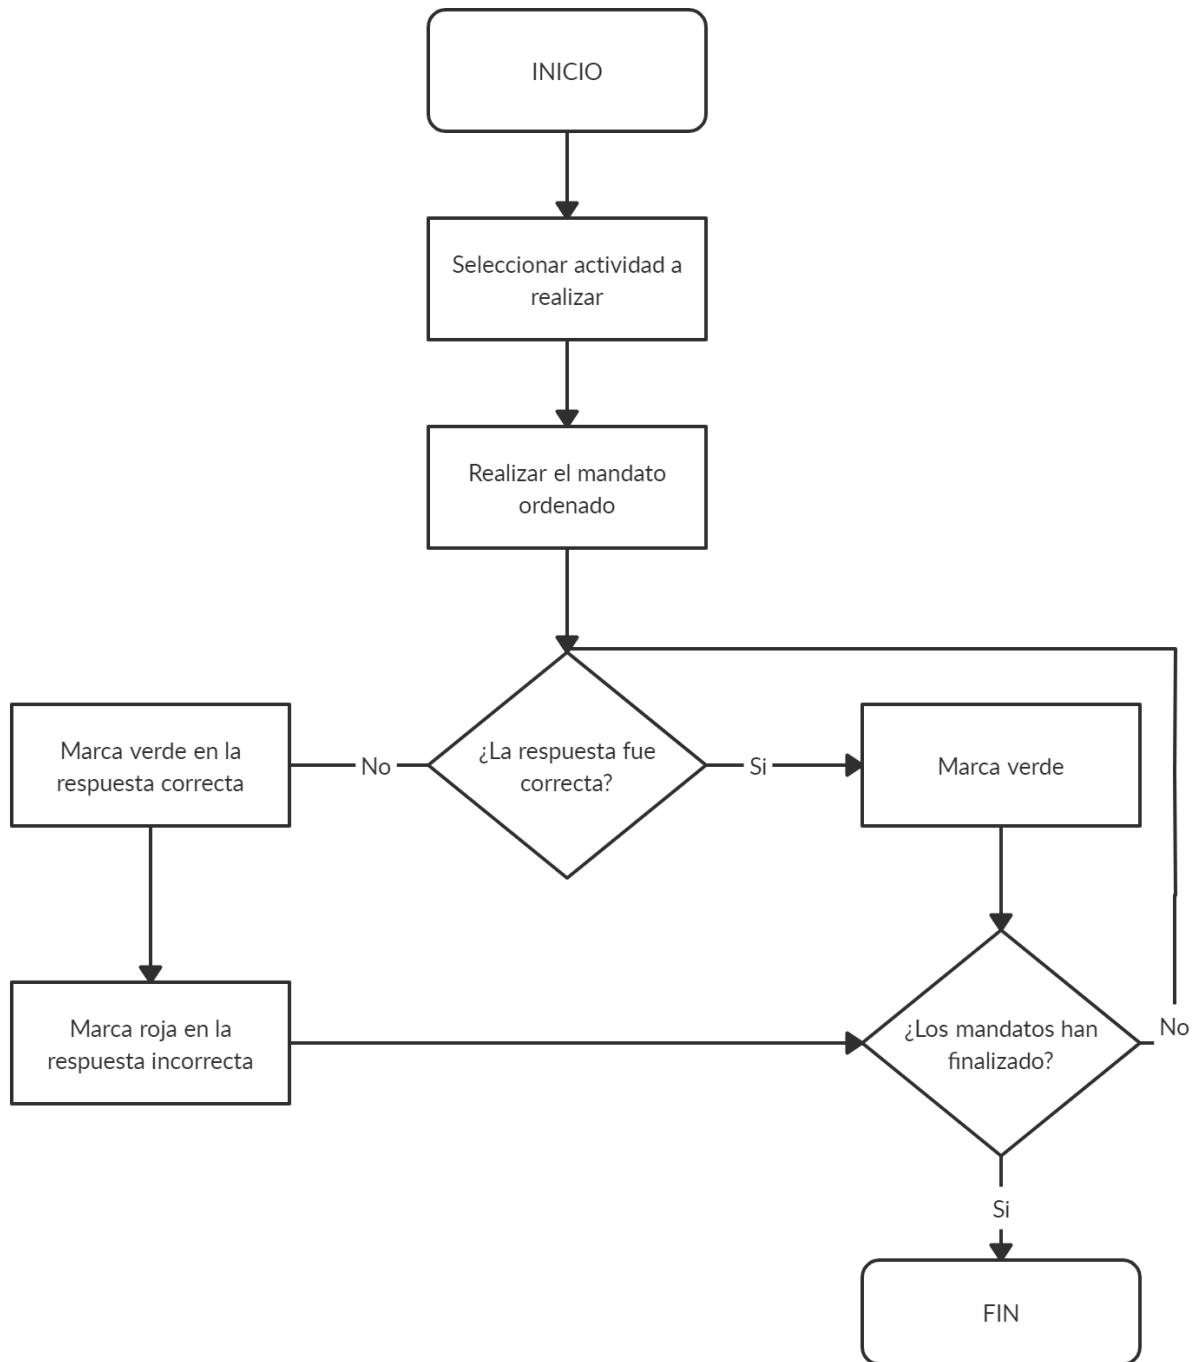 INICIO
Seleccionar actividad a
realizar
Realizar el mandato
ordenado
¿La respuesta fue
correcta?
No
Si
Marca verde en la
respuesta correcta
Marca verde
Marca roja en la
respuesta incorrecta
¿Los mandatos han
finalizado?
No
Si
FIN